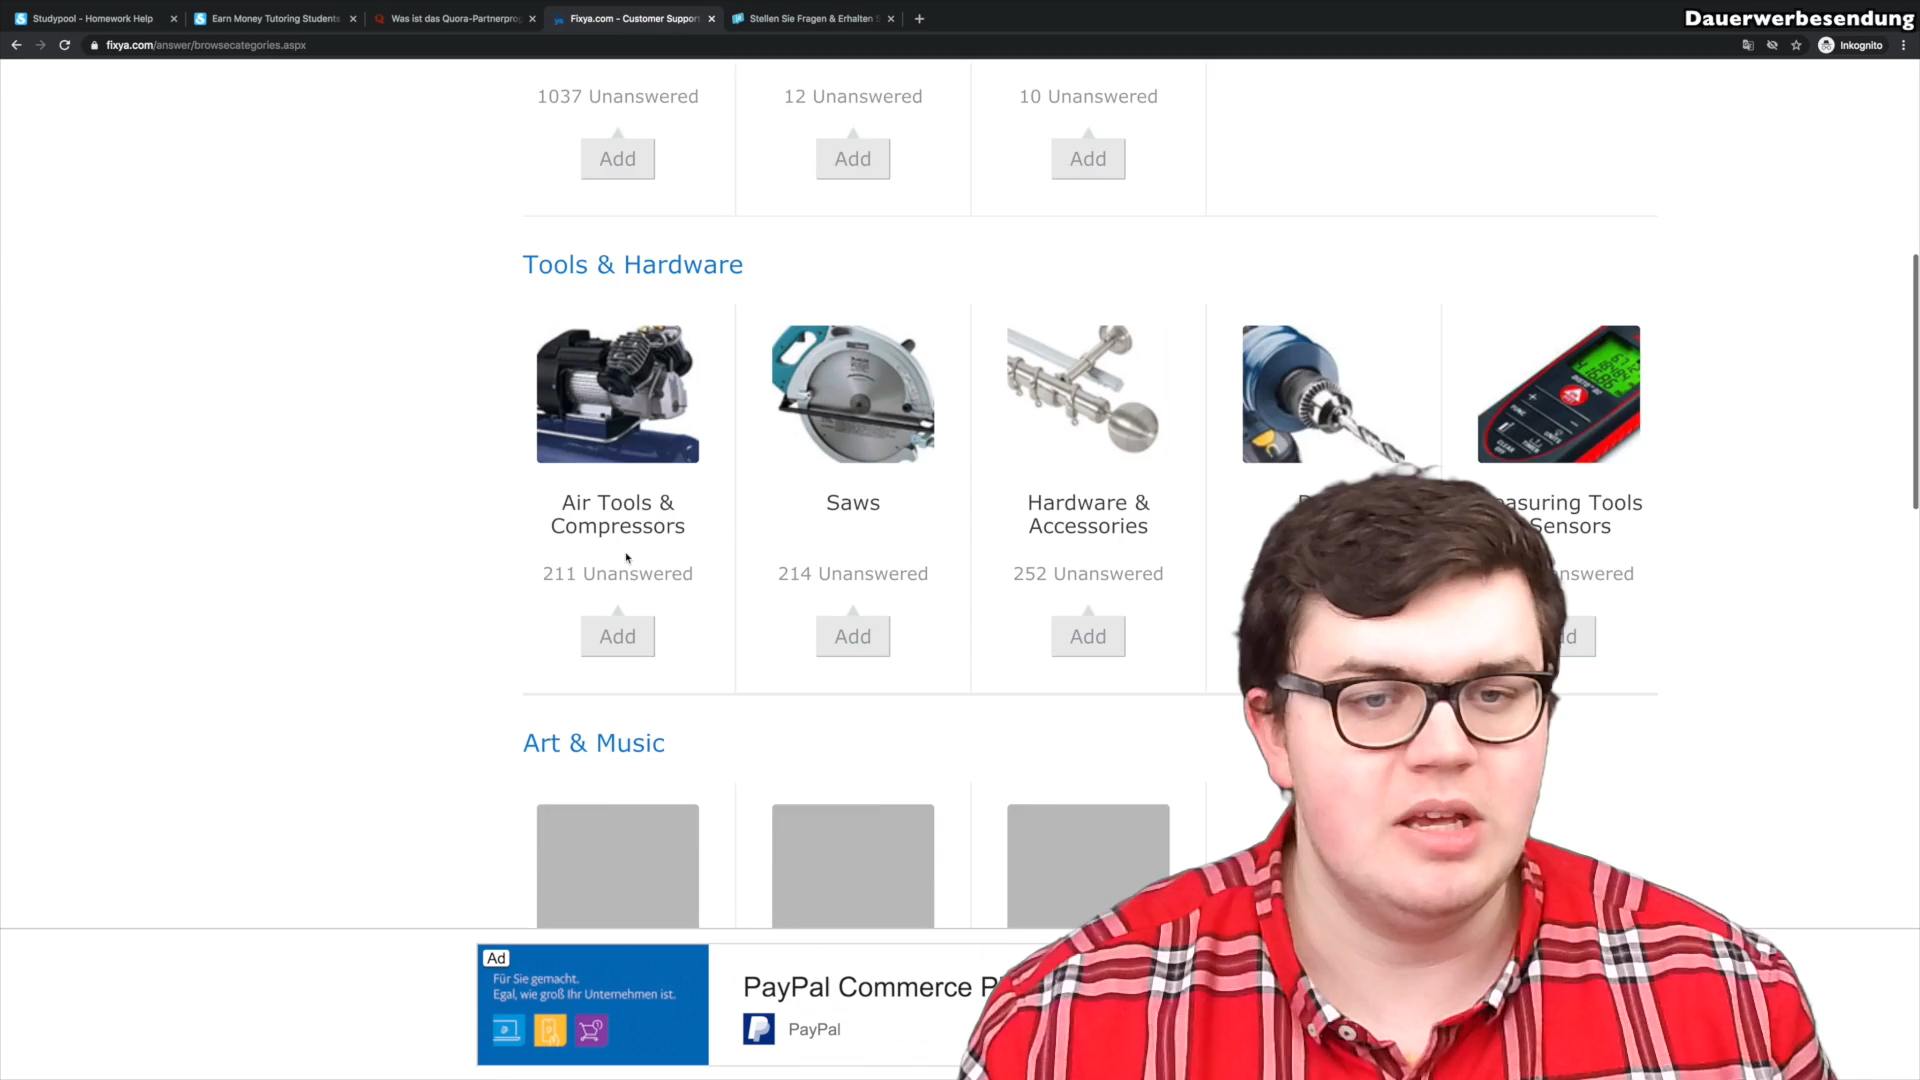 Dauerwerbesendung
Studypool - Homework Help
Earn Money Tutoring Students
Was ist das Quora-Partnerpro
Fixya.com - Customer Suppor
Stellen Sie Fragen & Erhalten
fixya.com/answer/browsecategories.aspx
Inkognito
1037 Unanswered
12 Unanswered
10 Unanswered
Add
Add
Add
Tools & Hardware
Air Tools &
Compressors
Saws
Hardware &
Accessories
asuring Tools
Sensors
211 Unanswered
214 Unanswered
252 Unanswered
nswered
Add
Add
Add
dd
Art & Music
Ad
Für Sie gemacht.
Egal, wie groß Ihr Unternehmen ist.
PayPal Commerce P
PayPal